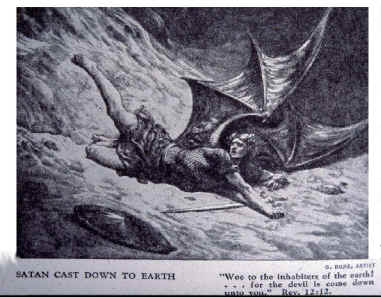 G. DORE, ARTIST
SATAN CAST DOWN TO EARTH
"Woe to the inhabiters of the earth!
. . . for the devil is come down
unto you." Rev. 12:12.